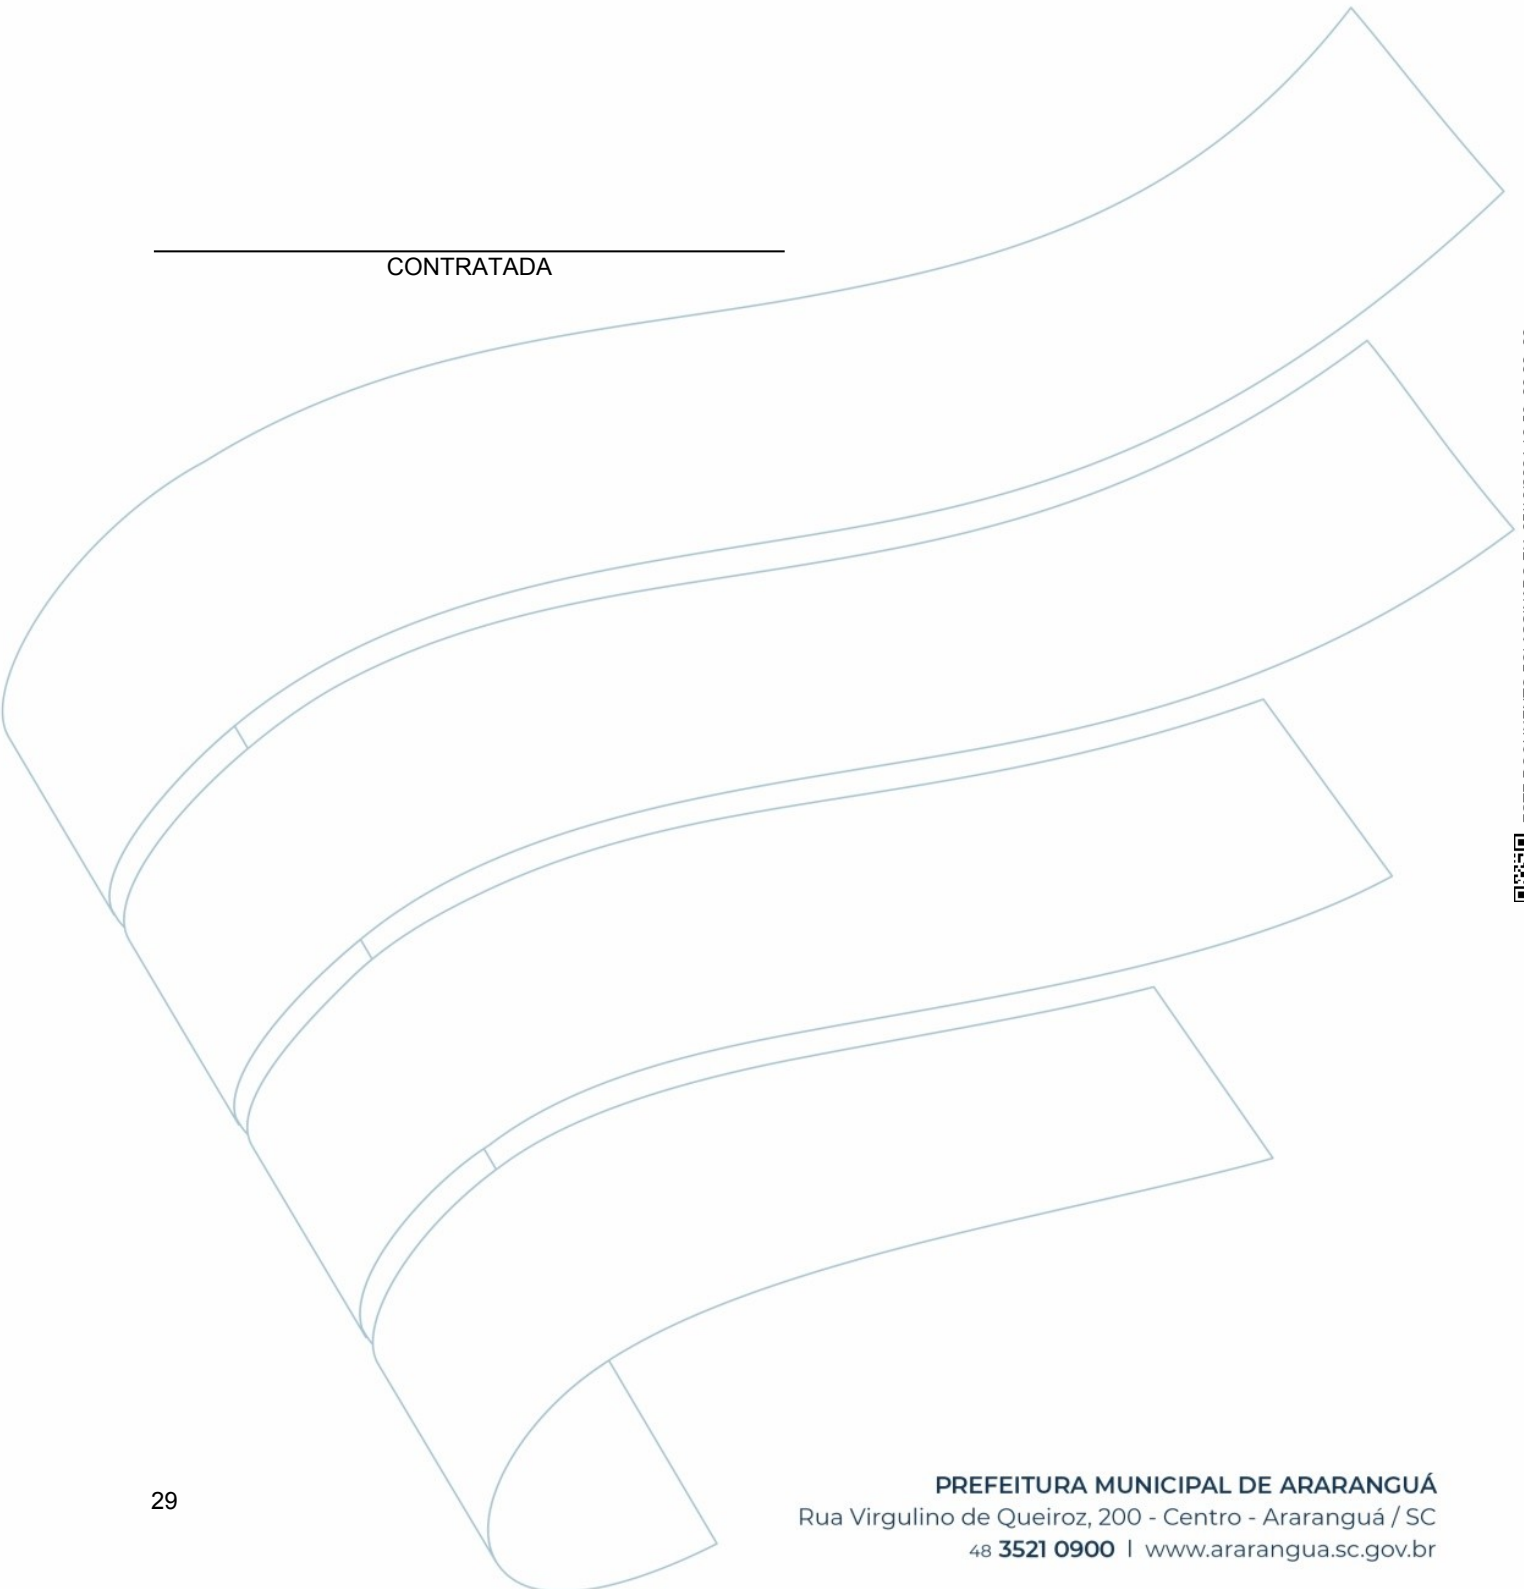 CONTRATADA
29
PREFEITURA MUNICIPAL DE ARARANGUÁ
Rua Virgulino de Queiroz, 200 - Centro - Araranguá / SC
48 3521 0900 | www.ararangua.sc.gov.br